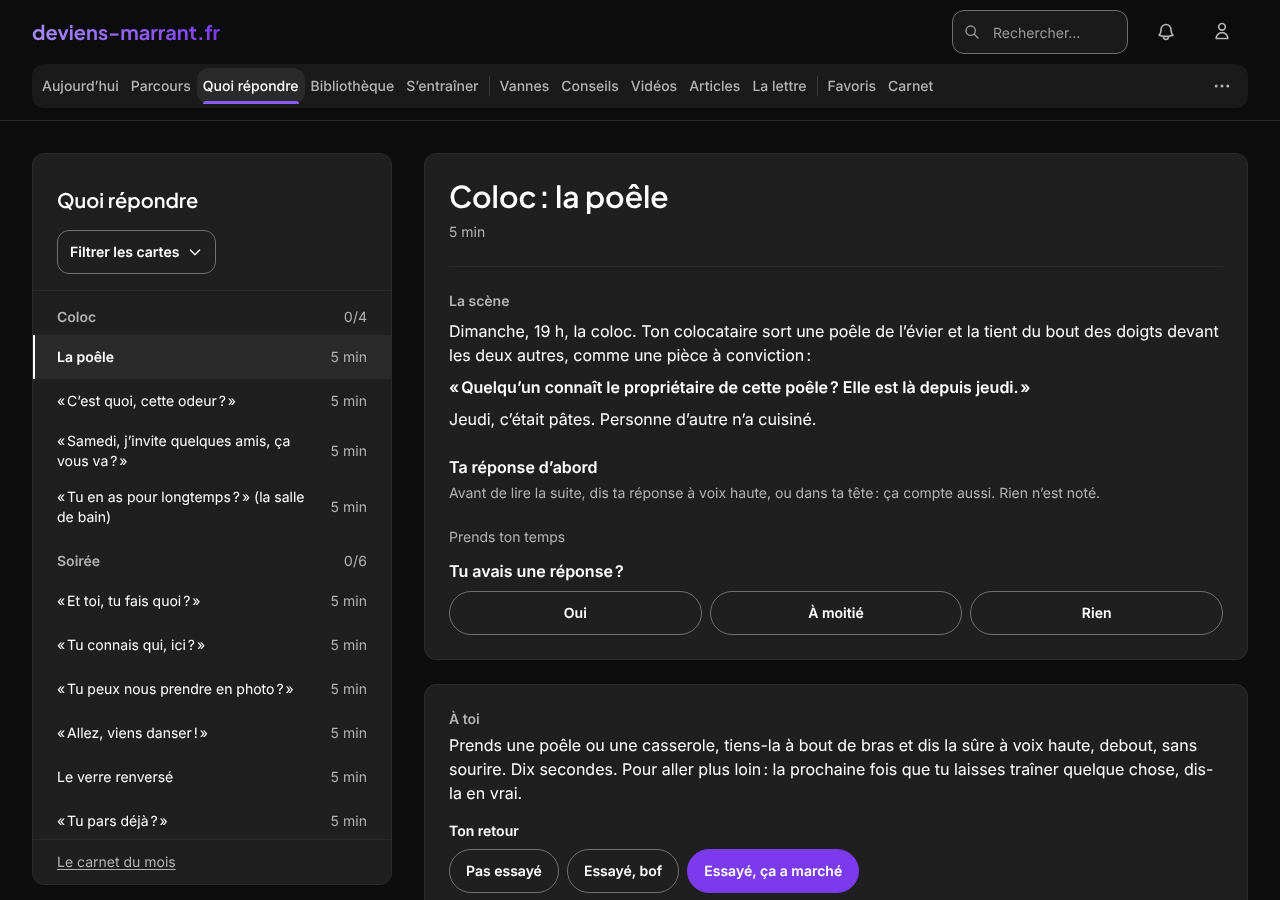 deviens-marrant.fr
Rechercher...
Aujourd’hui Parcours Quoi répondre Bibliothèque S’entraîner Vannes Conseils Vidéos Articles La lettre Favoris Carnet
Quoi répondre
Filtrer les cartes
Coloc 0/4
La poêle 5 min
« C’est quoi, cette odeur ? » 5 min
« Samedi, j’invite quelques amis, ça
vous va ? » 5 min
« Tu en as pour longtemps ? » (la salle
de bain) 5 min
Soirée 0/6
« Et toi, tu fais quoi ? » 5 min
« Tu connais qui, ici ? » 5 min
« Tu peux nous prendre en photo ? » 5 min
« Allez, viens danser ! » 5 min
Le verre renversé 5 min
« Tu pars déjà ? » 5 min
Le carnet du mois
Coloc : la poêle
5 min
La scène
Dimanche, 19 h, la coloc. Ton colocataire sort une poêle de l’évier et la tient du bout des doigts devant
les deux autres, comme une pièce à conviction :
« Quelqu’un connaît le propriétaire de cette poêle ? Elle est là depuis jeudi. »
Jeudi, c’était pâtes. Personne d’autre n’a cuisiné.
Ta réponse d’abord
Avant de lire la suite, dis ta réponse à voix haute, ou dans ta tête : ça compte aussi. Rien n’est noté.
Prends ton temps
Tu avais une réponse ?
Oui
À moitié
Rien
À toi
Prends une poêle ou une casserole, tiens-la à bout de bras et dis la sûre à voix haute, debout, sans
sourire. Dix secondes. Pour aller plus loin : la prochaine fois que tu laisses traîner quelque chose, dis-
la en vrai.
Ton retour
Pas essayé
Essayé, bof
Essayé, ça a marché